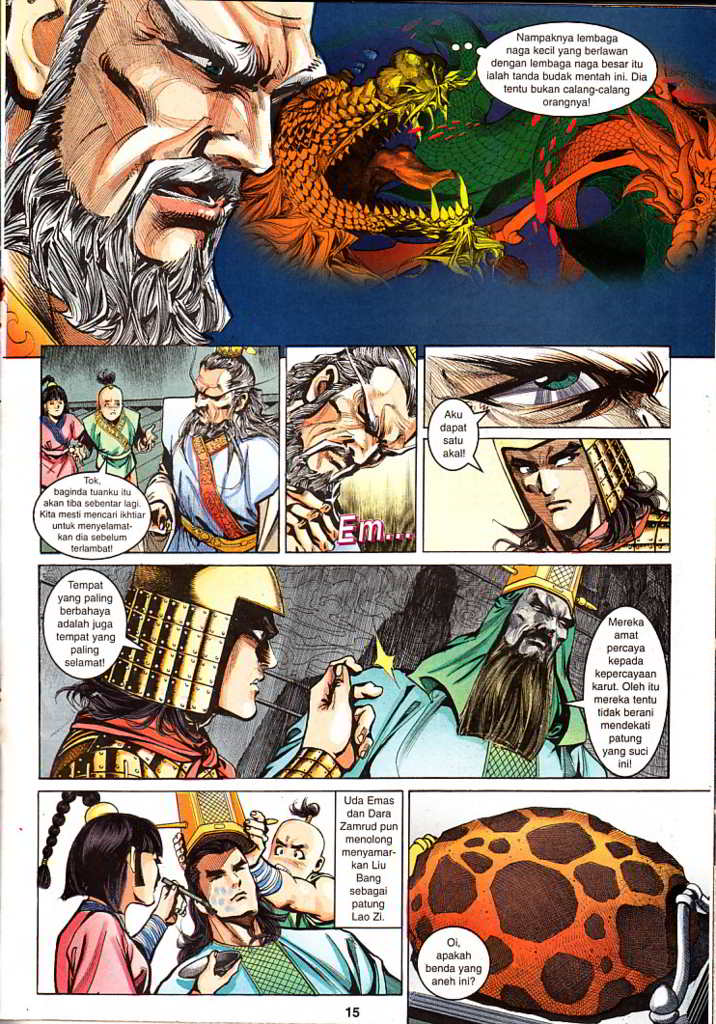 Nampaknya lembaga
naga kecil yang berlawan
dengan lembaga naga besar itu
ialah tanda budak mentah ini. Dia
tentu bukan calang-calang
orangnya!
Tok,
baginda tuanku itu
akan tiba sebentar lagi.
Kita mesti mencari ikhtiar
untuk menyelamat-
kan dia sebelum
terlambat!
Em...
Aku
dapat
satu
akal!
Tempat
yang paling
berbahaya
adalah juga
tempat yang
paling
selamat!
Mereka
amat
percaya
kepada
kepercayaan
karut. Oleh itu
mereka tentu
tidak berani
mendekati
patung
yang suci
ini!
Uda Emas
dan Dara
Zamrud pun
menolong
menyamar-
kan Liu
Bang
sebagai
patung
Lao Zi.
Oi,
apakah
benda yang
aneh ini?
15